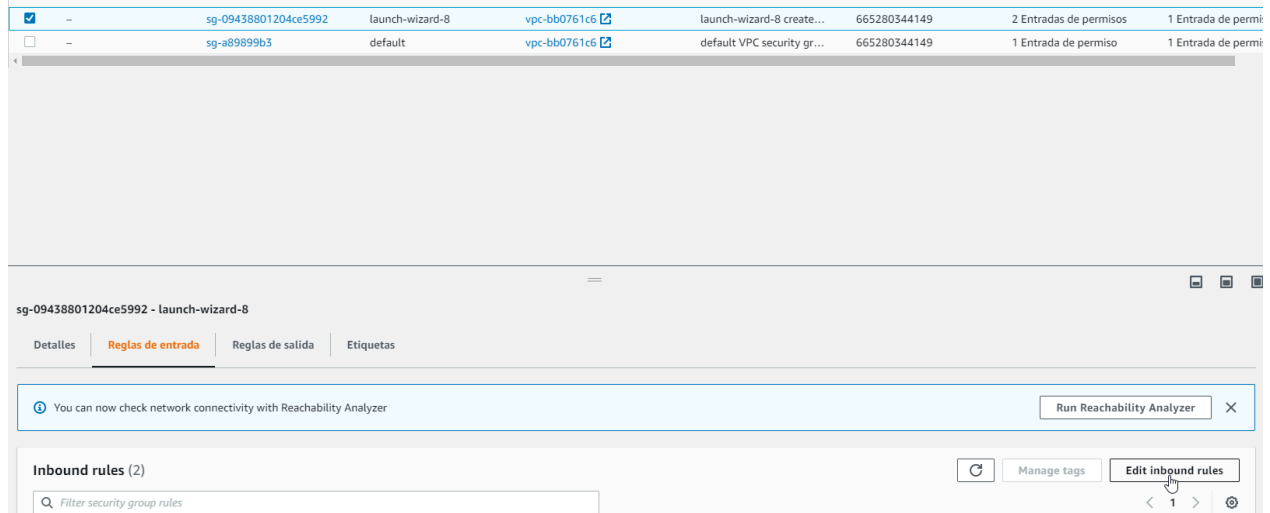 – sg-09438801204ce5992 launch-wizard-8 vpc-bb0761c6 launch-wizard-8 create... 665280344149 2 Entradas de permisos 1 Entrada de permis
– sg-a89899b3 default vpc-bb0761c6 default VPC security gr... 665280344149 1 Entrada de permiso 1 Entrada de permis
sg-09438801204ce5992 - launch-wizard-8
Detalles Reglas de entrada Reglas de salida Etiquetas
You can now check network connectivity with Reachability Analyzer Run Reachability Analyzer
Inbound rules (2) Manage tags Edit inbound rules
Filter security group rules 1